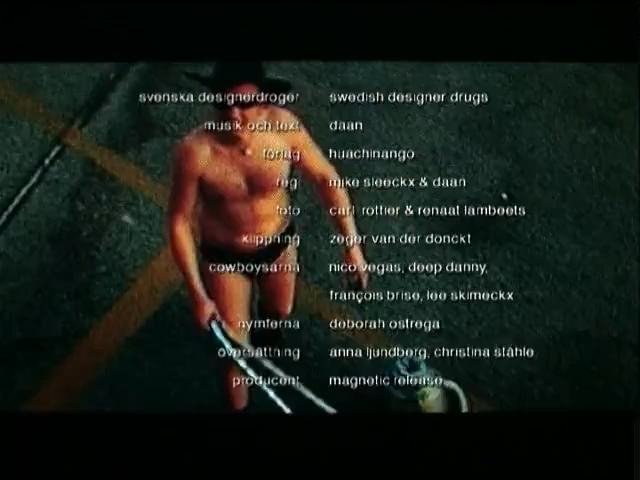 svenska designerdroger swedish designer drugs
musik och text daan
förlag huachinango
regi mike sleeckx & daan
foto carl rottier & renaat lambeets
klippning zeger van der donckt
cowboysarna nico vegas, deep danny,
françois brise, lee skimeckx
nymferna deborah ostrega
översättning anna ljundberg, christina ståhle
producent magnetic release